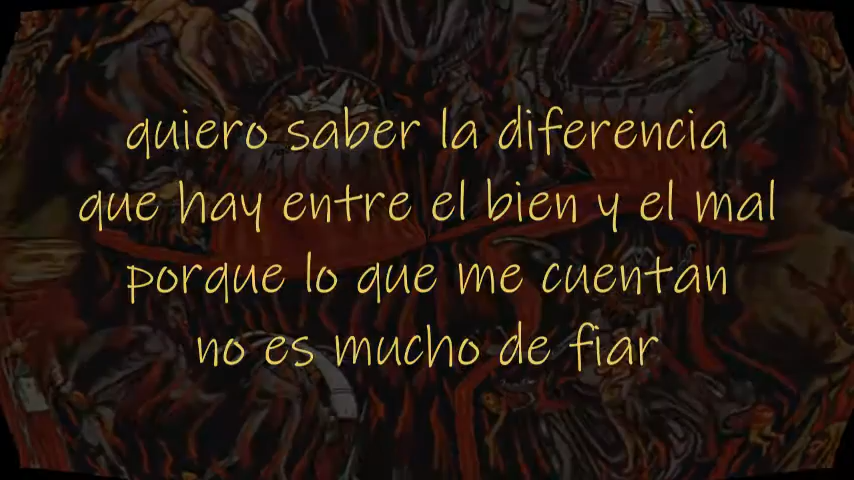 quiero saber la diferencia
que hay entre el bien y el mal
porque lo que me cuentan
no es mucho de fiar